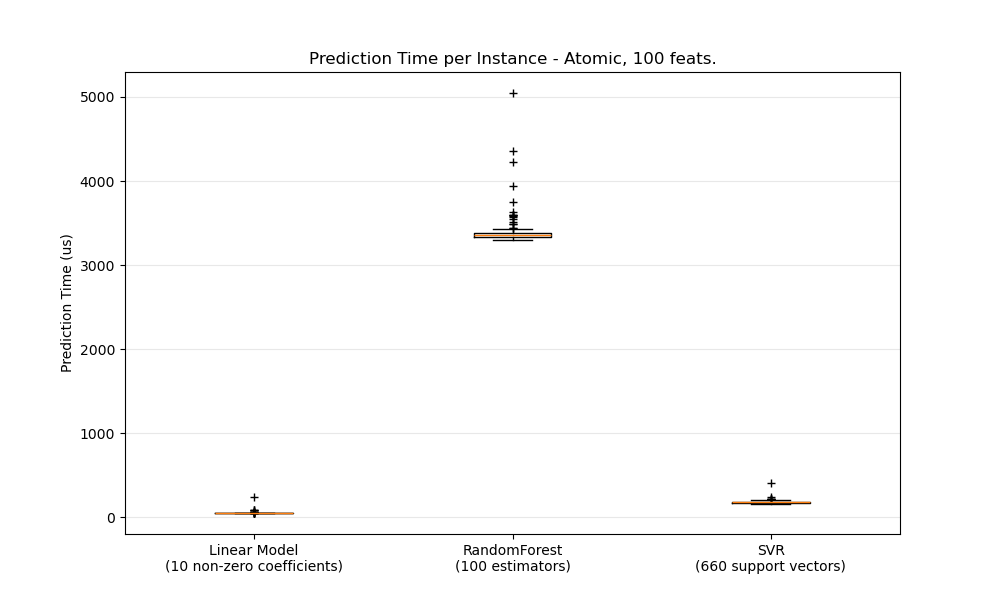 Prediction Time per Instance - Atomic, 100 feats.
Prediction Time (us)
5000
4000
3000
2000
1000
0
Linear Model
(10 non-zero coefficients)
RandomForest
(100 estimators)
SVR
(660 support vectors)